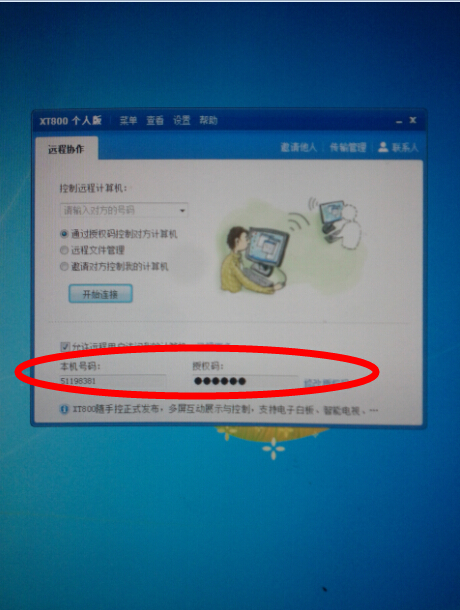 XT800 个人版 菜单 查看 设置 帮助
远程协作 邀请他人 传输管理 联系人
控制远程计算机:
请输入对方的号码
通过授权码控制对方计算机
远程文件管理
邀请对方控制我的计算机
开始连接
允许远程用户
本机号码: 授权码:
51198381 ●●●●●●
XT800随手控正式发布，多屏互动展示与控制，支持电子白板、智能电视、…